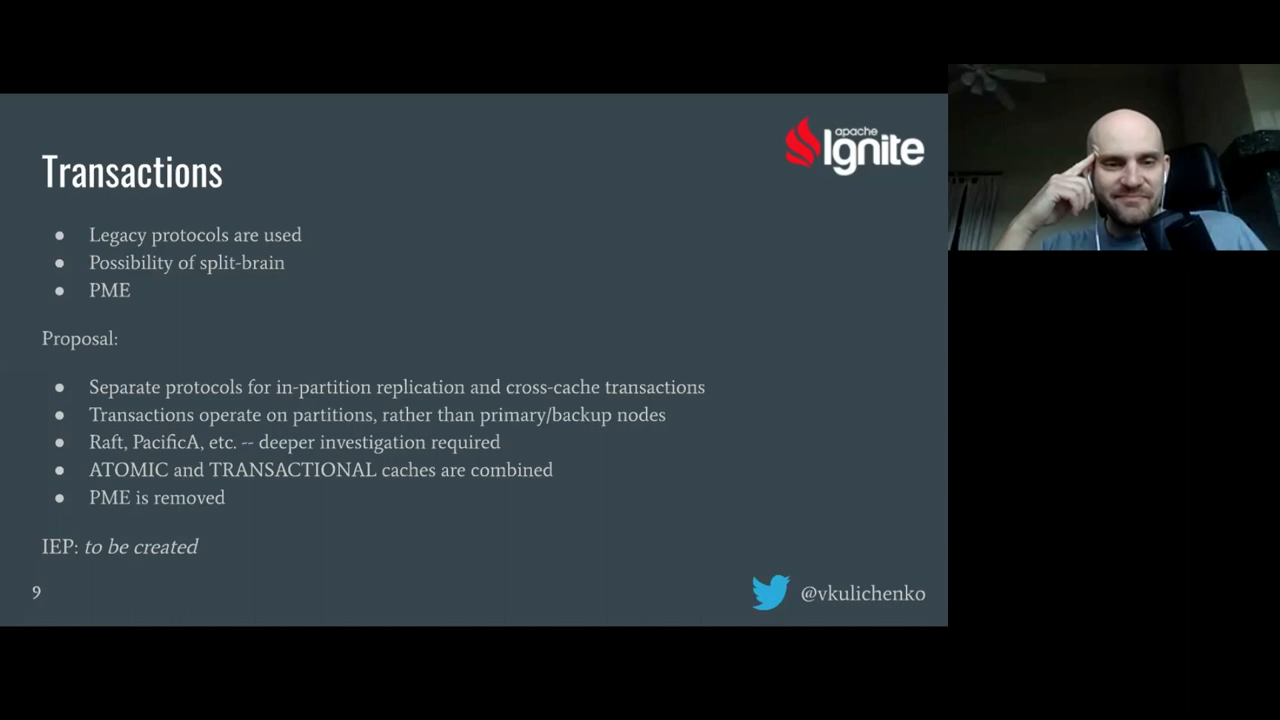 apache
Ignite
Transactions
● Legacy protocols are used
● Possibility of split-brain
● PME
Proposal:
● Separate protocols for in-partition replication and cross-cache transactions
● Transactions operate on partitions, rather than primary/backup nodes
● Raft, PacificA, etc. -- deeper investigation required
● ATOMIC and TRANSACTIONAL caches are combined
● PME is removed
IEP: to be created
9
@vkulichenko